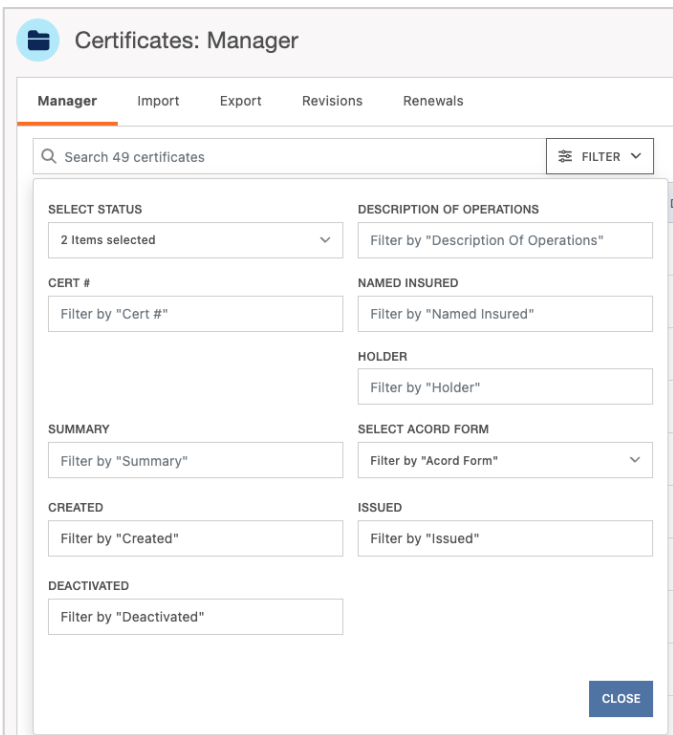 Certificates: Manager
Manager Import Export Revisions Renewals
Search 49 certificates FILTER
SELECT STATUS DESCRIPTION OF OPERATIONS
2 Items selected Filter by "Description Of Operations"
CERT # NAMED INSURED
Filter by "Cert #" Filter by "Named Insured"
HOLDER
Filter by "Holder"
SUMMARY SELECT ACORD FORM
Filter by "Summary" Filter by "Acord Form"
CREATED ISSUED
Filter by "Created" Filter by "Issued"
DEACTIVATED
Filter by "Deactivated"
CLOSE